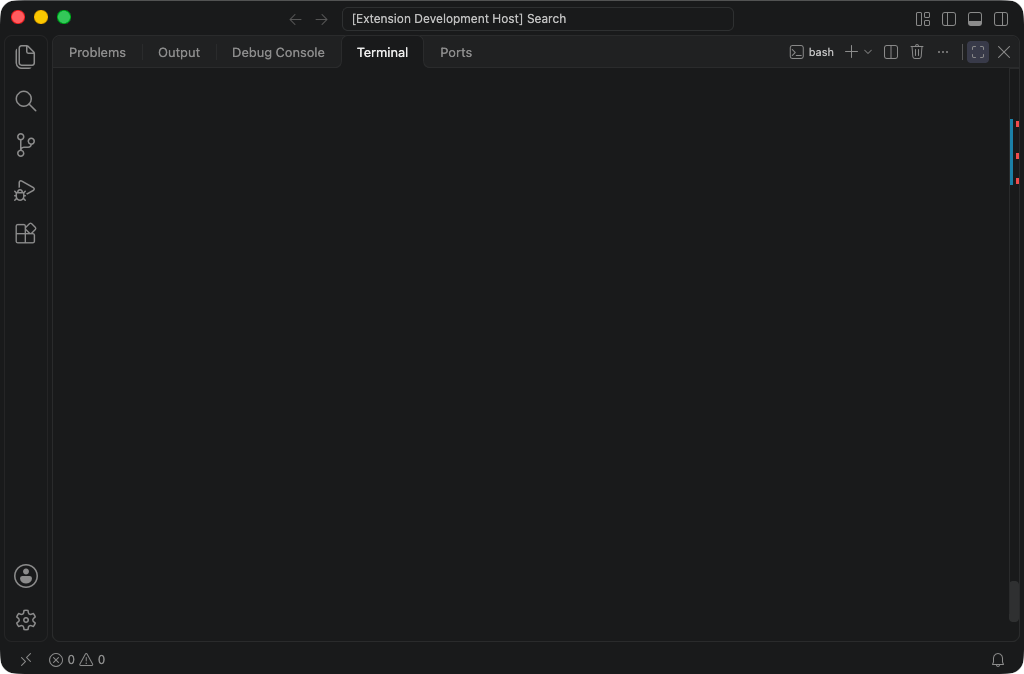 [Extension Development Host] Search
Problems Output Debug Console Terminal Ports bash
0 0